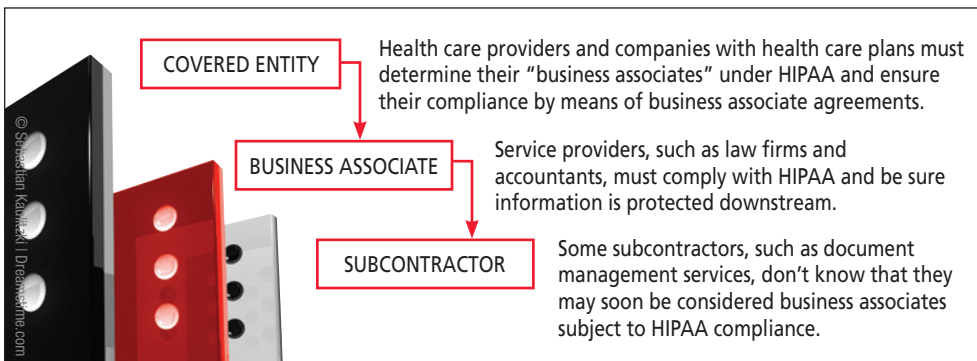 COVERED ENTITY
Health care providers and companies with health care plans must
determine their “business associates” under HIPAA and ensure
their compliance by means of business associate agreements.
BUSINESS ASSOCIATE
Service providers, such as law firms and
accountants, must comply with HIPAA and be sure
information is protected downstream.
SUBCONTRACTOR
Some subcontractors, such as document
management services, don’t know that they
may soon be considered business associates
subject to HIPAA compliance.
© Sebastian Kaulitzki | Dreamstime.com